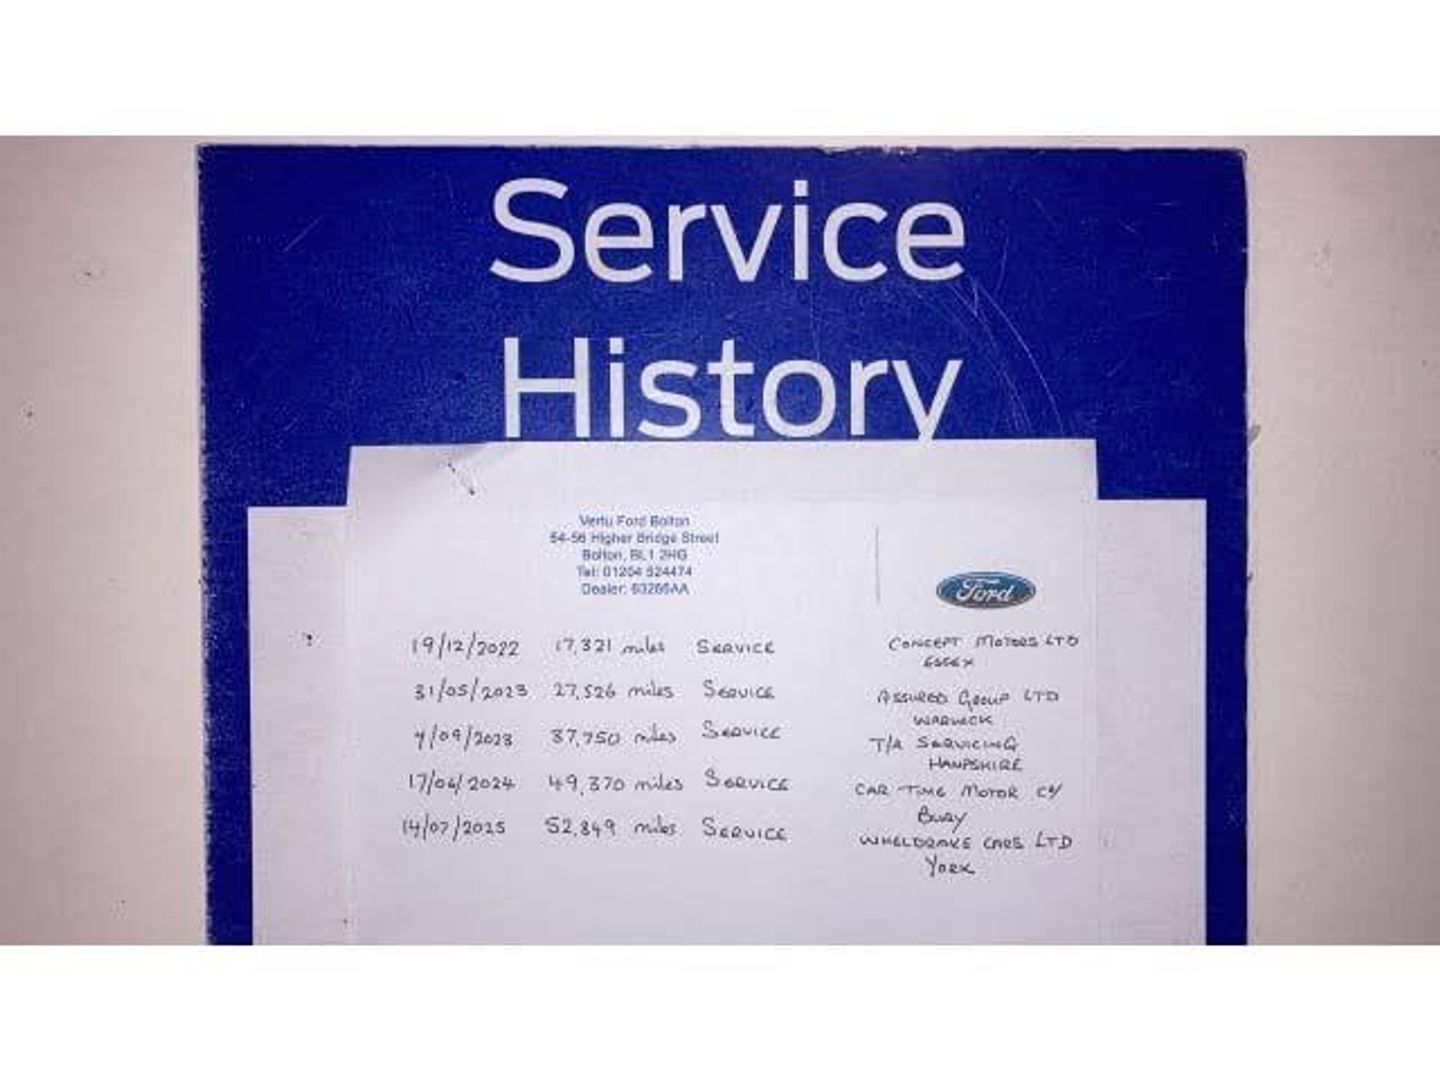 Service
History
Vertu Ford Bolton
54-56 Higher Bridge Street
Bolton, BL1 2HG
Tel: 01204 524474
Dealer: 63266AA
Ford
19/12/2022 17,321 miles SERVICE CONCEPT MOTORS LTD
ESSEX
31/05/2023 27,526 miles SERVICE ASSURED GROUP LTD
WARWICK
4/09/2023 37,750 miles SERVICE T/A SERVICING
HAMPSHIRE
17/04/2024 49,370 miles SERVICE CAR TIME MOTOR CO/
BURY
14/07/2025 52,849 miles SERVICE WHELDRAKE CARS LTD
YORK